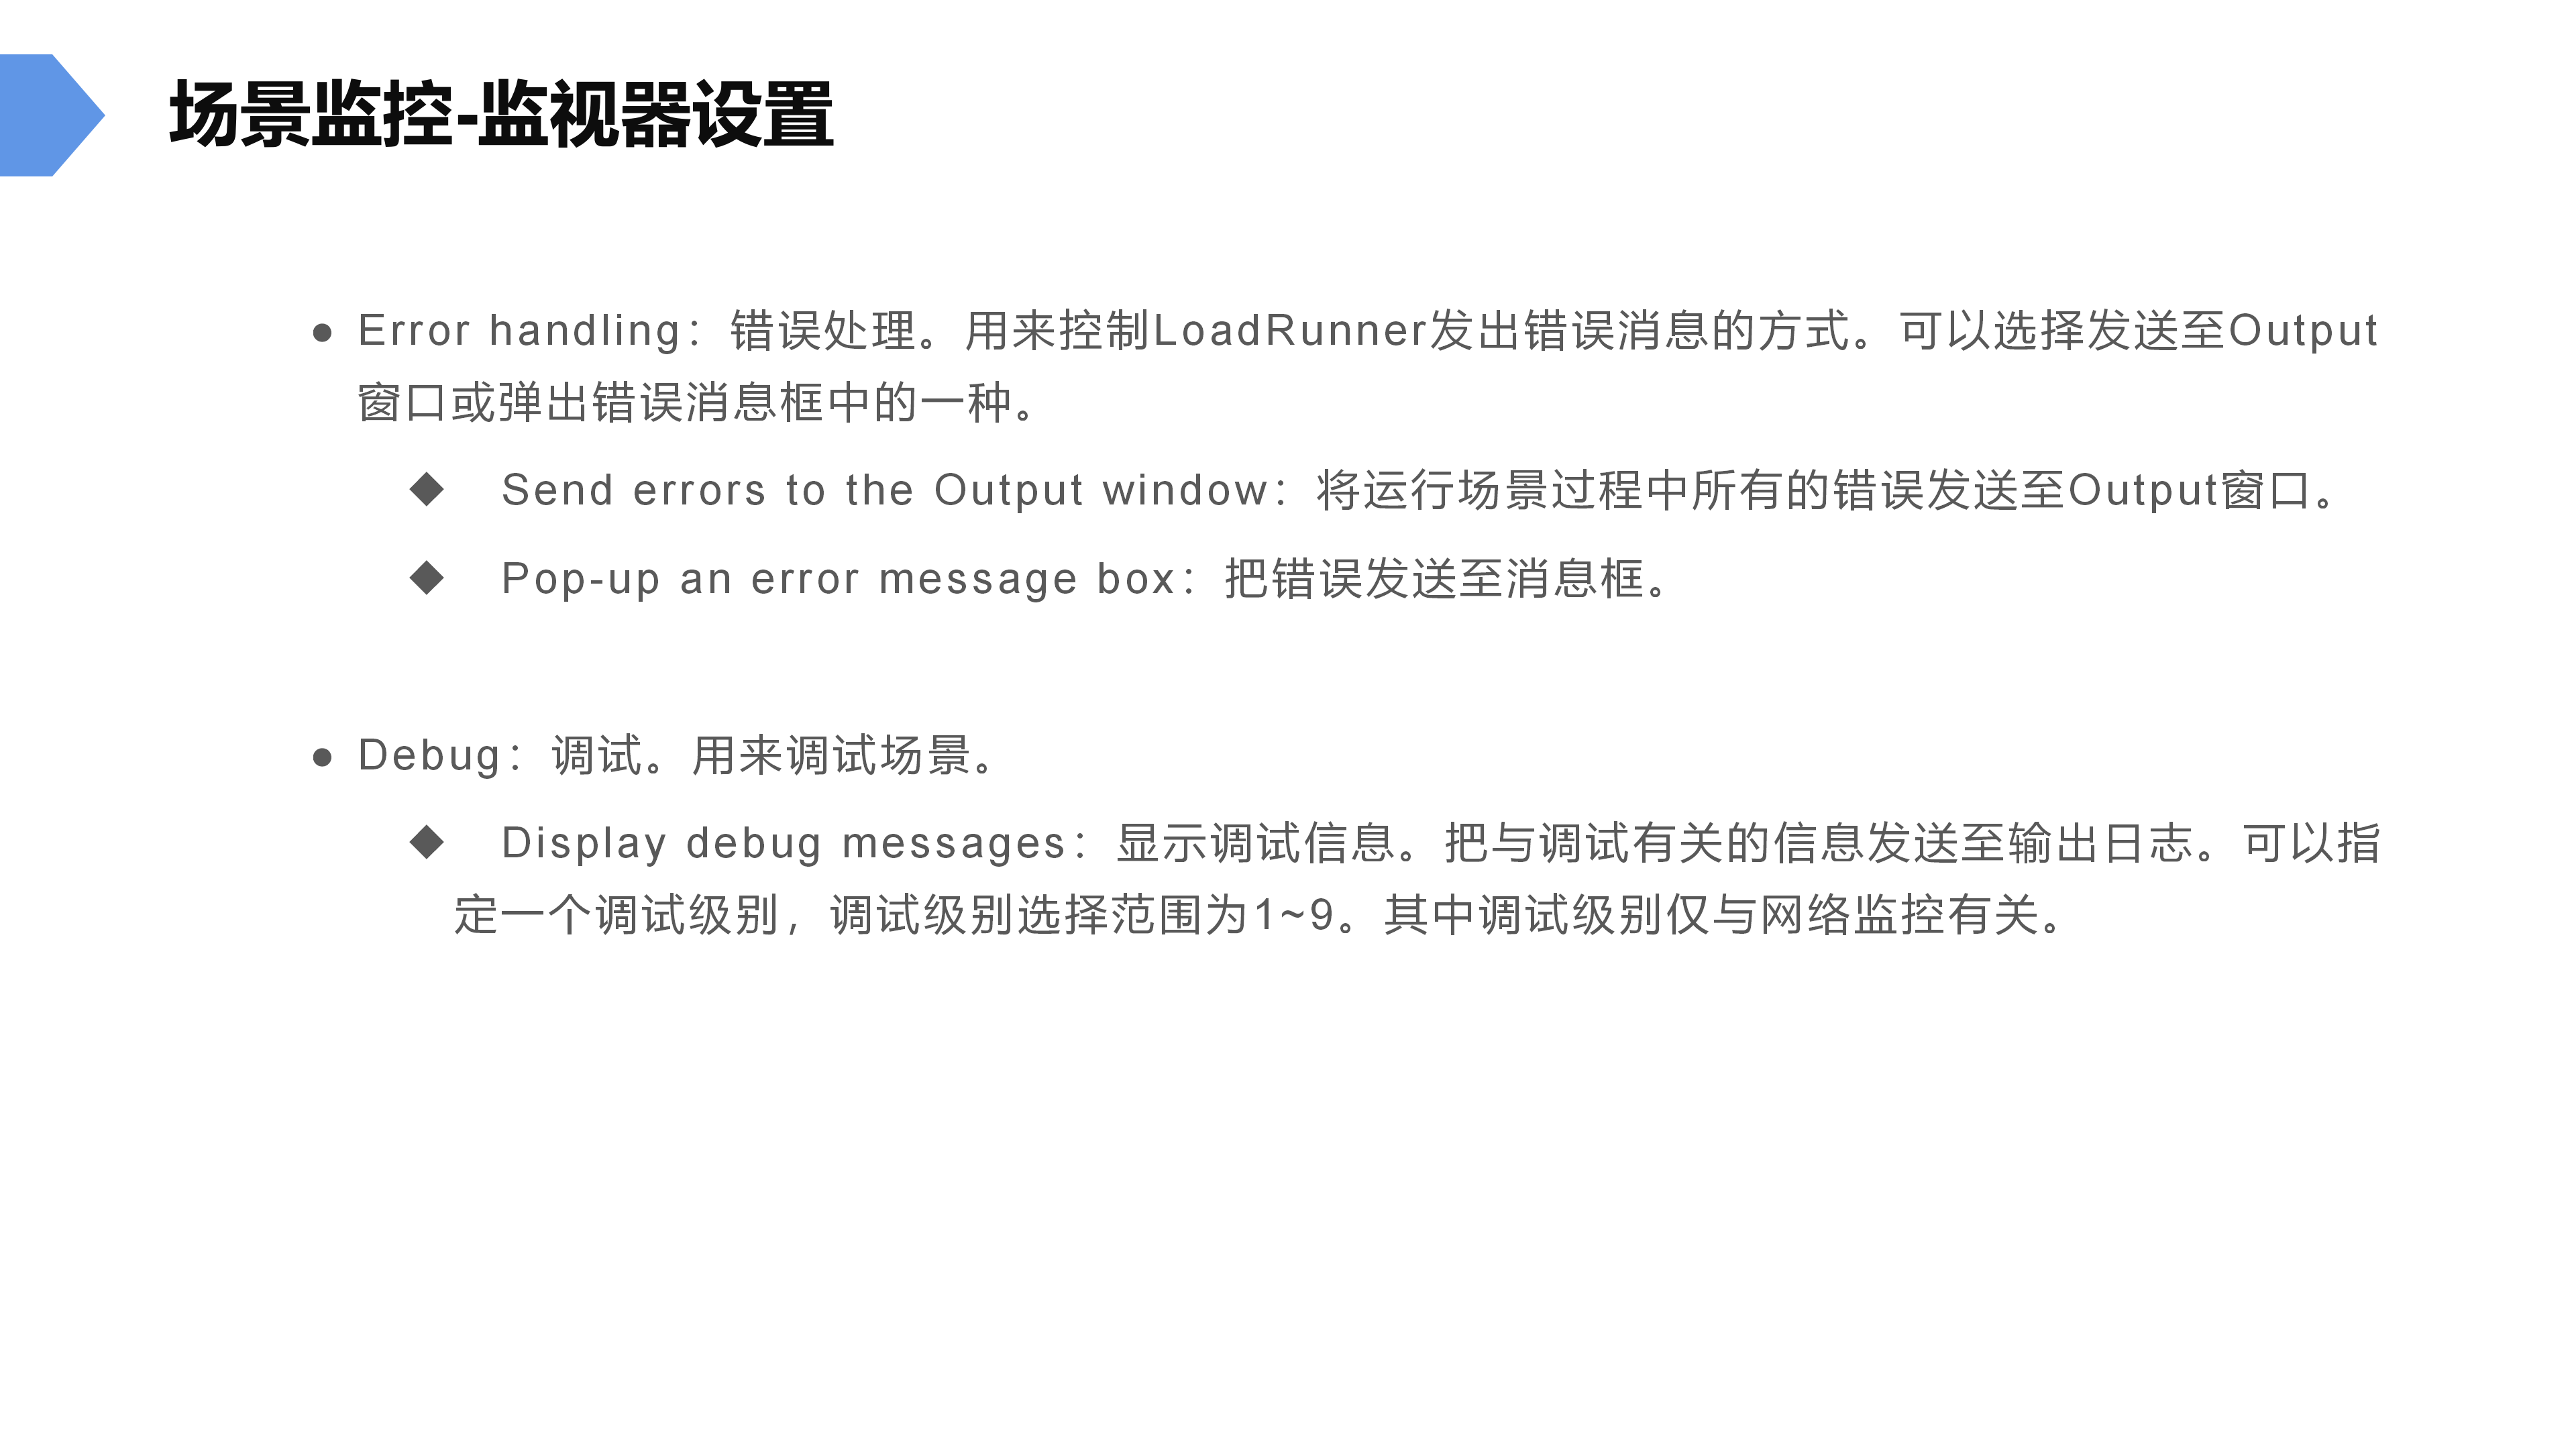 场景监控-监视器设置
● Error handling：错误处理。用来控制LoadRunner发出错误消息的方式。可以选择发送至Output
窗口或弹出错误消息框中的一种。
◆ Send errors to the Output window：将运行场景过程中所有的错误发送至Output窗口。
◆ Pop-up an error message box：把错误发送至消息框。
● Debug：调试。用来调试场景。
◆ Display debug messages：显示调试信息。把与调试有关的信息发送至输出日志。可以指
定一个调试级别，调试级别选择范围为1~9。其中调试级别仅与网络监控有关。